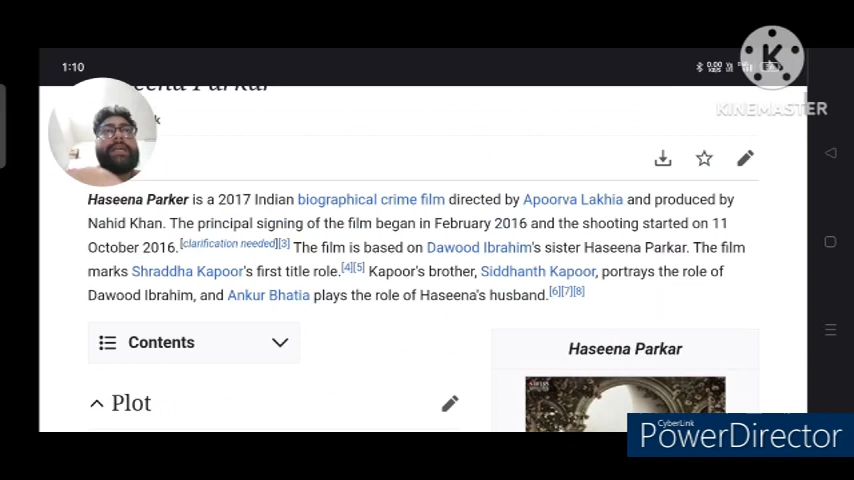 1:10
0.00
KINEMASTER
Haseena Parker is a 2017 Indian biographical crime film directed by Apoorva Lakhia and produced by
Nahid Khan. The principal signing of the film began in February 2016 and the shooting started on 11
October 2016.[clarification needed][3] The film is based on Dawood Ibrahim's sister Haseena Parkar. The film
marks Shraddha Kapoor's first title role.[4][5] Kapoor's brother, Siddhanth Kapoor, portrays the role of
Dawood Ibrahim, and Ankur Bhatia plays the role of Haseena's husband.[6][7][8]
Contents
Haseena Parkar
Plot
CyberLink
PowerDirector